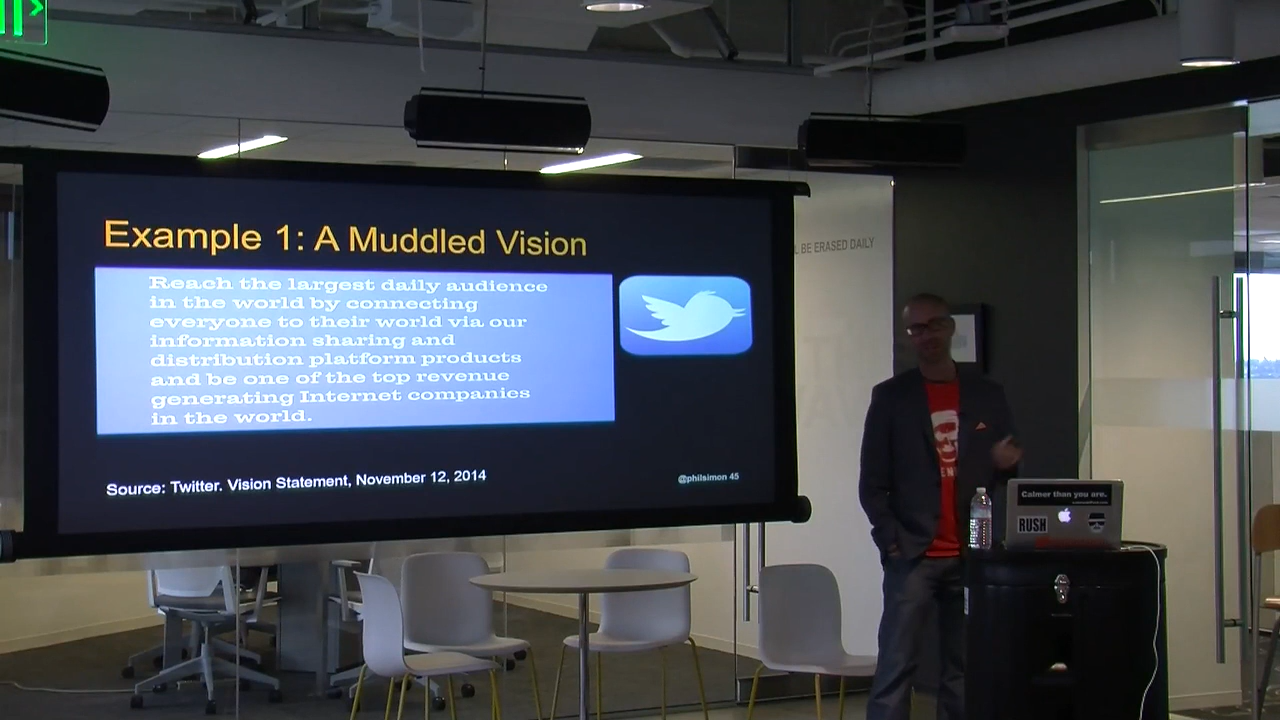 Example 1: A Muddled Vision
Reach the largest daily audience
in the world by connecting
everyone to their world via our
information sharing and
distribution platform products
and be one of the top revenue
generating Internet companies
in the world.
Source: Twitter. Vision Statement, November 12, 2014
@philsimon 45
BE ERASED DAILY
Calmer than you are.
RUSH